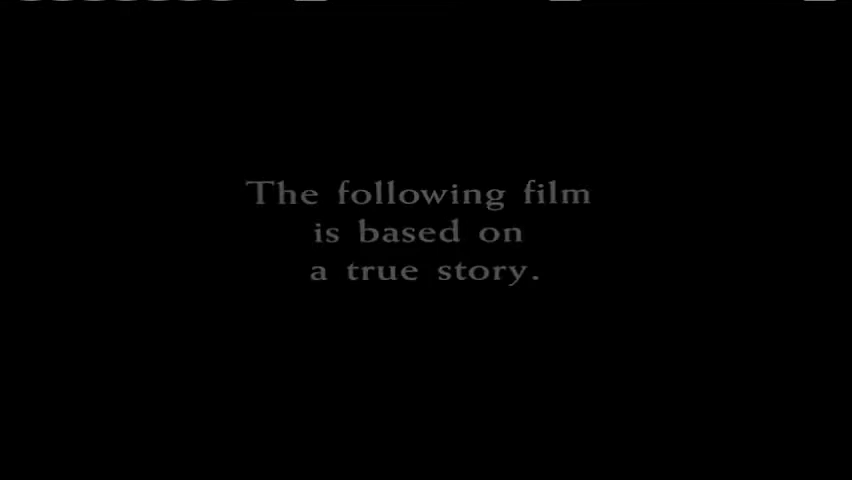 The following film
is based on
a true story.